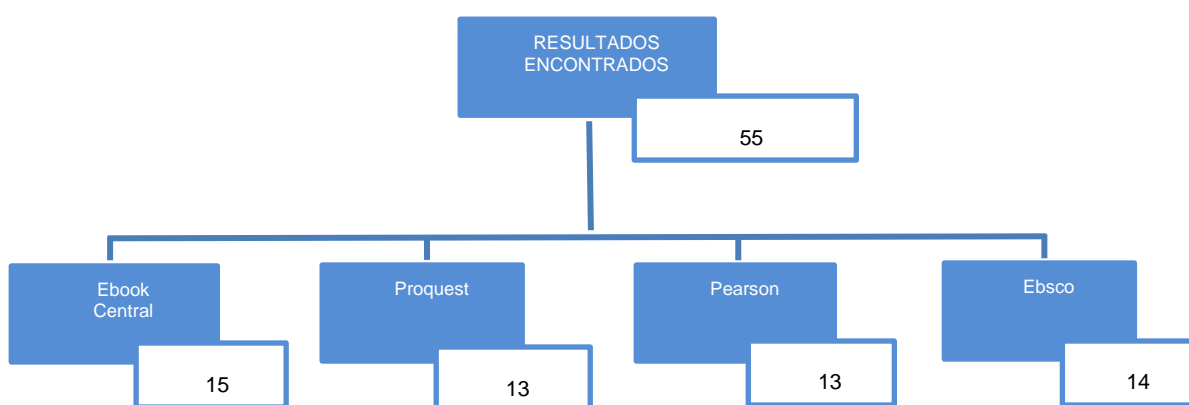 RESULTADOS
ENCONTRADOS
55
Ebook
Central
15
Proquest
13
Pearson
13
Ebsco
14